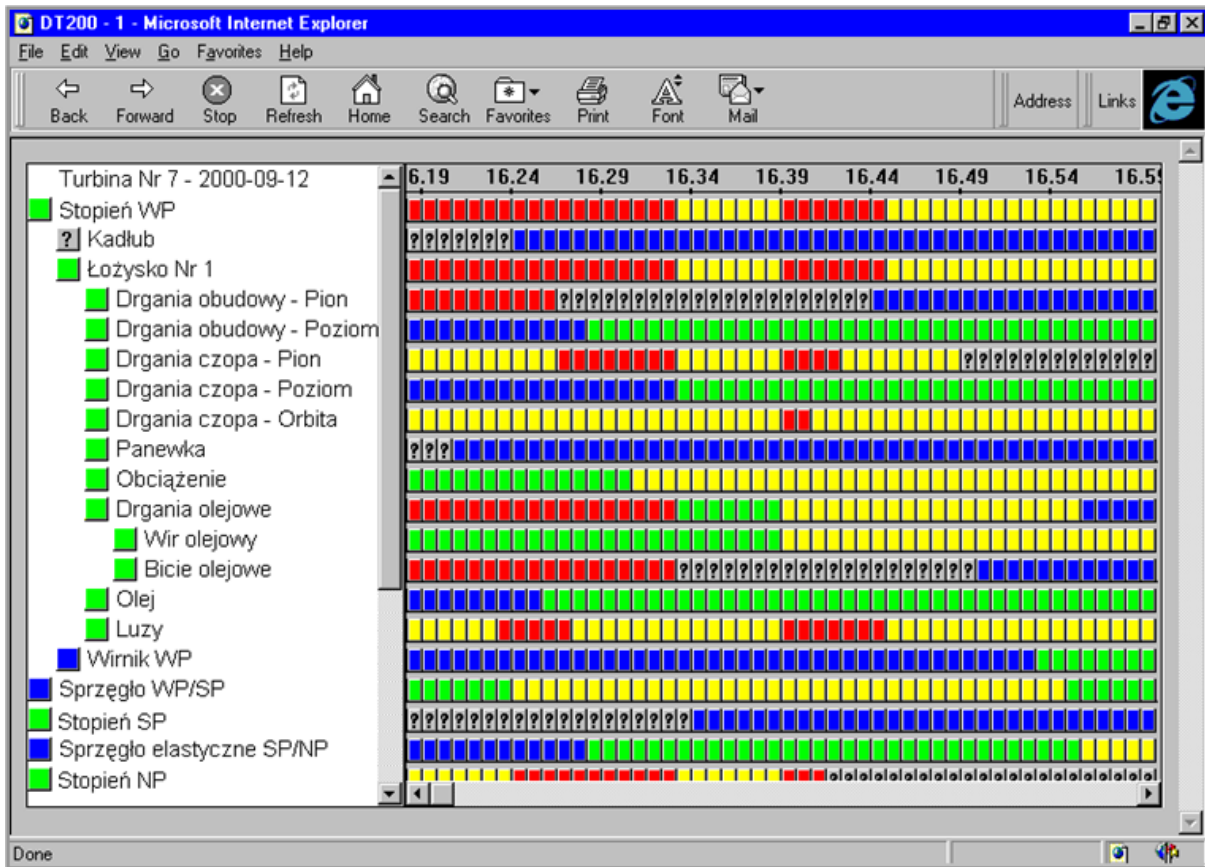 DT200 - 1 - Microsoft Internet Explorer
File Edit View Go Favorites Help
Back Forward Stop Refresh Home Search Favorites Print Font Mail Address Links
Turbina Nr 7 - 2000-09-12
6.19 16.24 16.29 16.34 16.39 16.44 16.49 16.54 16.59
Stopień WP
? Kadłub
? ? ? ? ? ? ?
Łożysko Nr 1
Drgania obudowy - Pion
? ? ? ? ? ? ? ? ? ? ? ? ? ? ? ? ? ? ? ? ?
Drgania obudowy - Poziom
Drgania czopa - Pion
? ? ? ? ? ? ? ? ? ? ? ? ?
Drgania czopa - Poziom
Drgania czopa - Orbita
Panewka
? ? ?
Obciążenie
Drgania olejowe
Wir olejowy
Bicie olejowe
? ? ? ? ? ? ? ? ? ? ? ? ? ? ? ? ? ? ? ?
Olej
Luzy
Wirnik WP
Sprzęgło WP/SP
Stopień SP
? ? ? ? ? ? ? ? ? ? ? ? ? ? ? ? ? ? ?
Sprzęgło elastyczne SP/NP
Stopień NP
Done